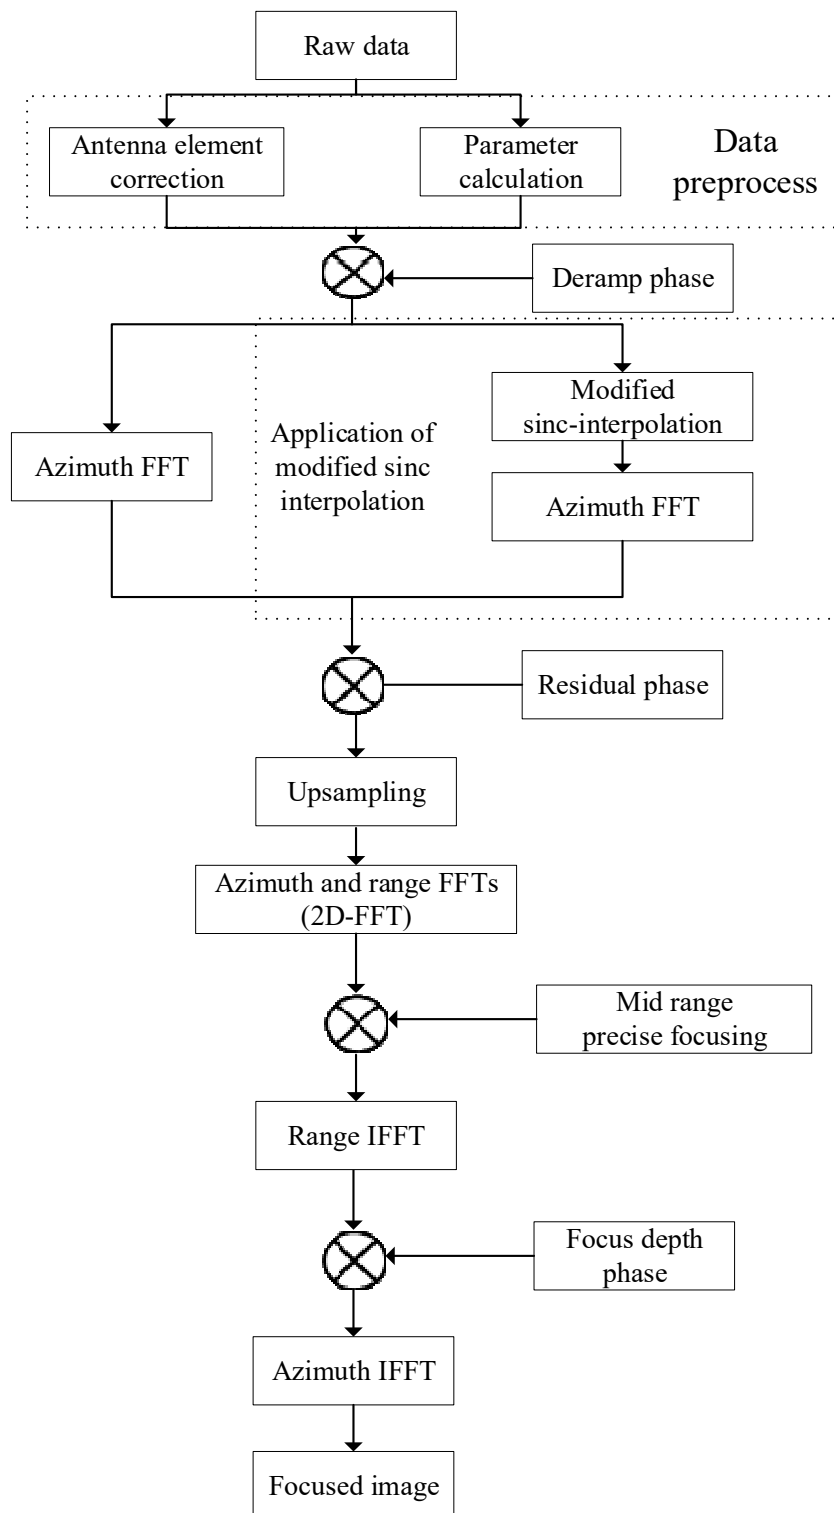 Raw data
Antenna element
correction
Parameter
calculation
Data
preprocess
Deramp phase
Modified
sinc-interpolation
Application of
modified sinc
interpolation
Azimuth FFT
Azimuth FFT
Residual phase
Upsampling
Azimuth and range FFTs
(2D-FFT)
Mid range
precise focusing
Range IFFT
Focus depth
phase
Azimuth IFFT
Focused image